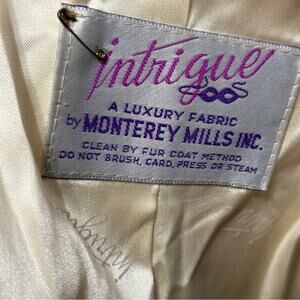 intrigue
A LUXURY FABRIC
by MONTEREY MILLS INC.
CLEAN BY FUR COAT METHOD
DO NOT BRUSH, CARD, PRESS OR STEAM
intrigue